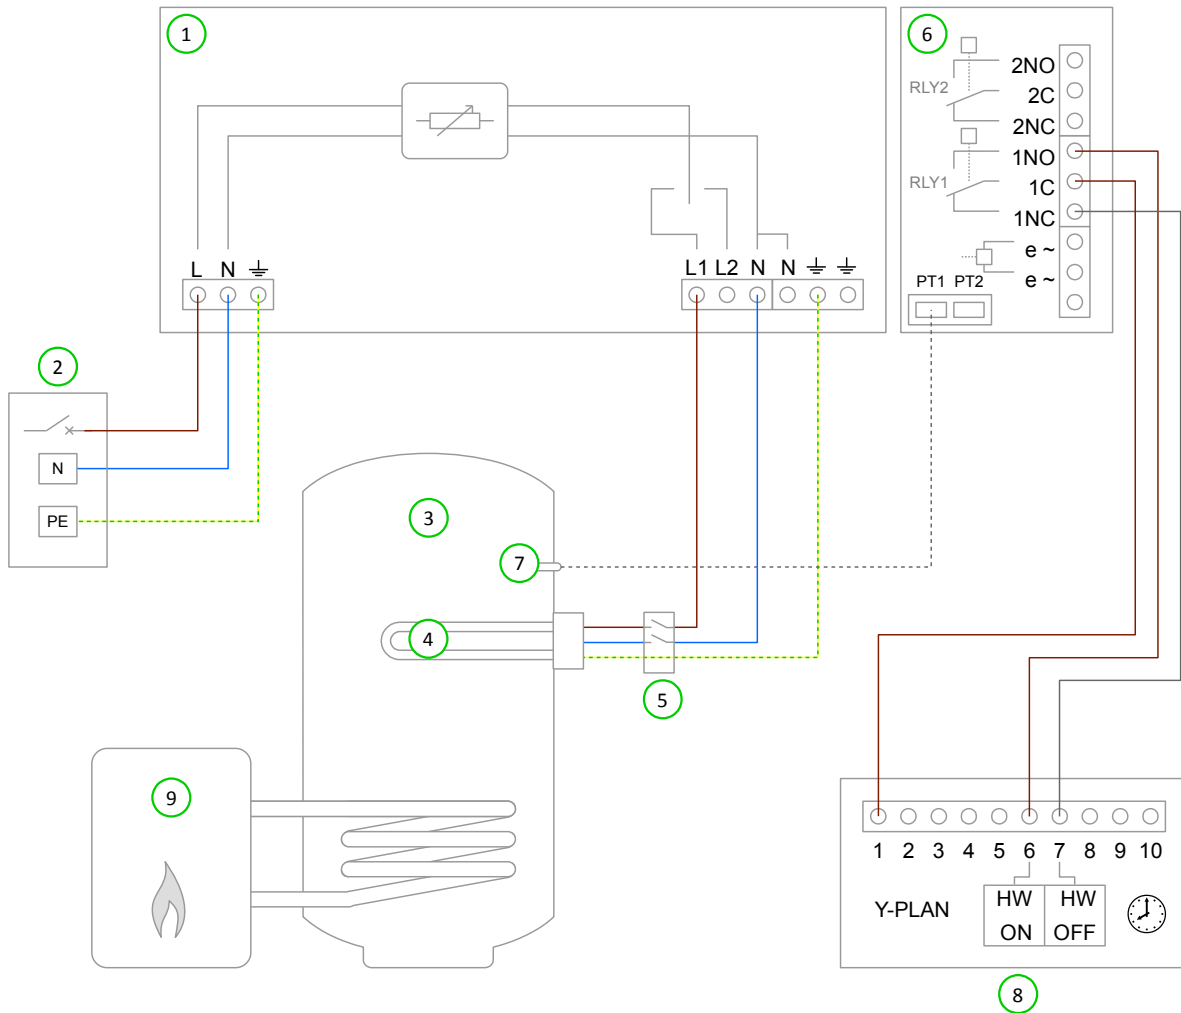 1
6
2NO
RLY2
2C
2NC
1NO
RLY1
1C
1NC
e ~
e ~
PT1 PT2
L N
L1 L2 N N
2
N
PE
3
7
4
5
9
1 2 3 4 5 6 7 8 9 10
Y-PLAN
HW HW
ON OFF
8